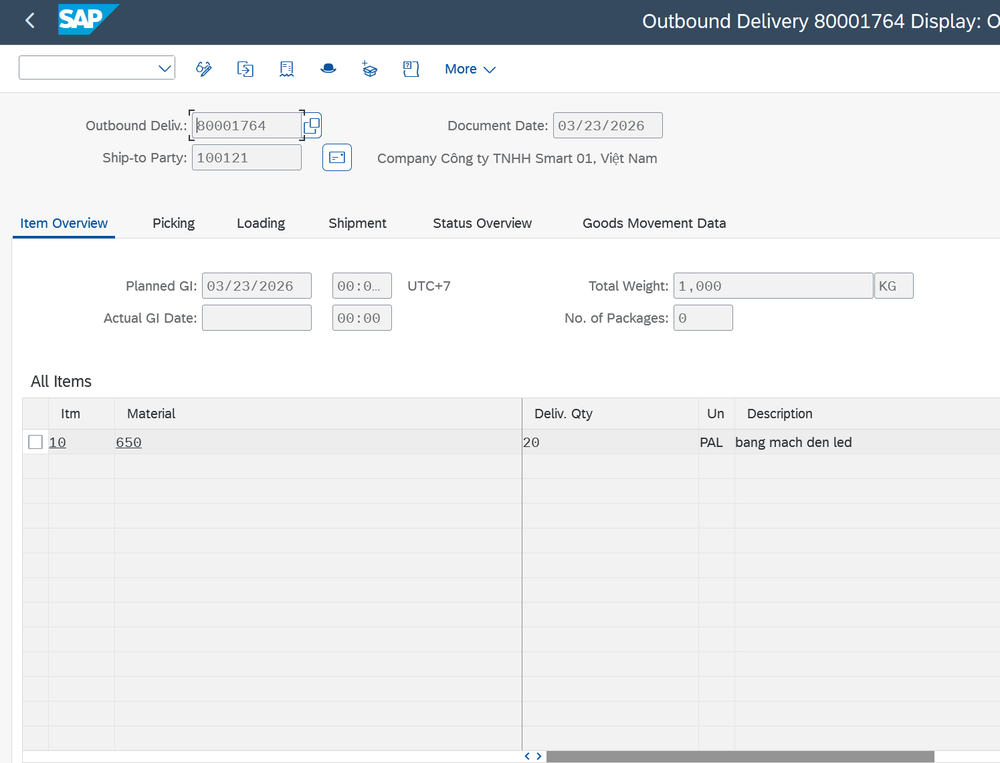 SAP
Outbound Delivery 80001764 Display: O
More
Outbound Deliv.: 80001764 Document Date: 03/23/2026
Ship-to Party: 100121 Company Công ty TNHH Smart 01, Việt Nam
Item Overview Picking Loading Shipment Status Overview Goods Movement Data
Planned GI: 03/23/2026 00:0... UTC+7 Total Weight: 1,000 KG
Actual GI Date: 00:00 No. of Packages: 0
All Items
Itm Material Deliv. Qty Un Description
10 650 20 PAL bang mach den led